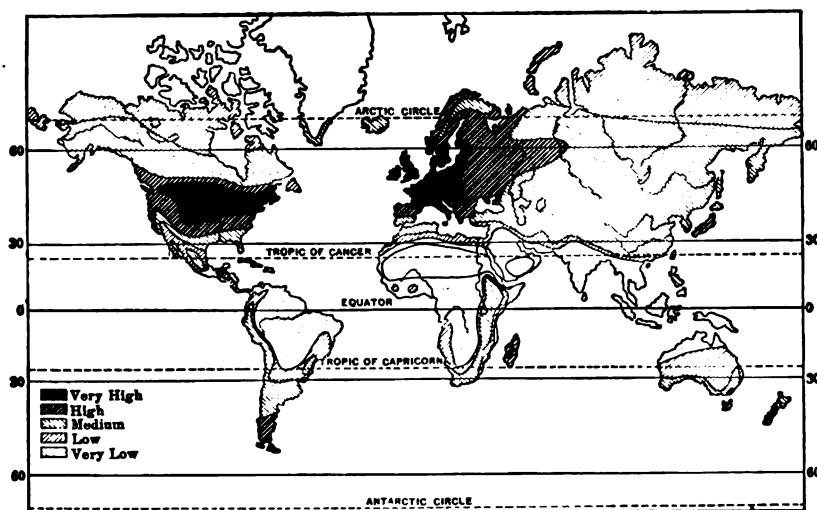 ARCTIC CIRCLE
60 60
30 30
TROPIC OF CANCER
EQUATOR
0 0
TROPIC OF CAPRICORN
30 30
Very High
High
Medium
Low
Very Low
60 60
ANTARCTIC CIRCLE